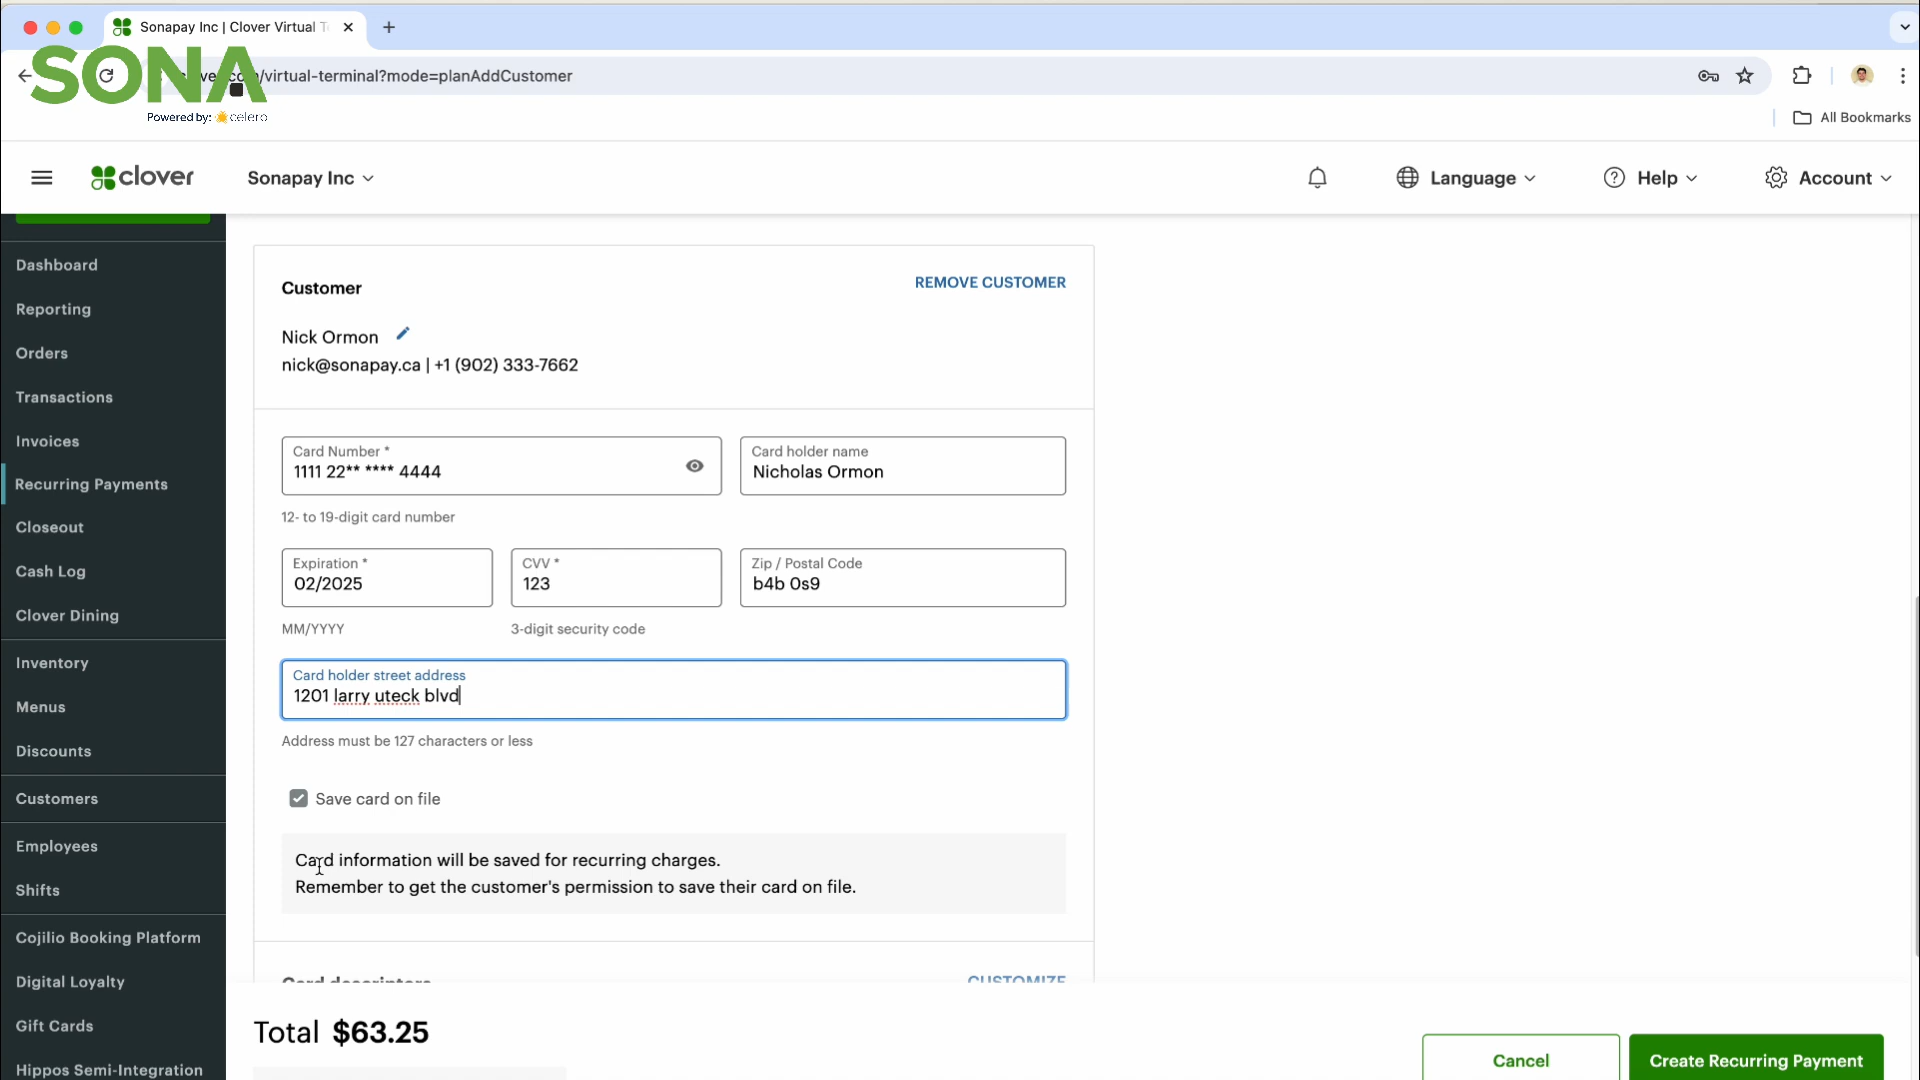 Sonapay Inc | Clover Virtual T
SONA
Powered by: celero
/virtual-terminal?mode=planAddCustomer
All Bookmarks
clover
Sonapay Inc
Language
Help
Account
Dashboard
Reporting
Orders
Transactions
Invoices
Recurring Payments
Closeout
Cash Log
Clover Dining
Inventory
Menus
Discounts
Customers
Employees
Shifts
Cojilio Booking Platform
Digital Loyalty
Gift Cards
Hippos Semi-Integration
Customer
REMOVE CUSTOMER
Nick Ormon
nick@sonapay.ca | +1 (902) 333-7662
Card Number *
1111 22** **** 4444
Card holder name
Nicholas Ormon
12- to 19-digit card number
Expiration *
02/2025
CVV *
123
Zip / Postal Code
b4b 0s9
MM/YYYY
3-digit security code
Card holder street address
1201 larry uteck blvd
Address must be 127 characters or less
Save card on file
Card information will be saved for recurring charges.
Remember to get the customer's permission to save their card on file.
Card descriptors
CUSTOMIZE
Total $63.25
Cancel
Create Recurring Payment